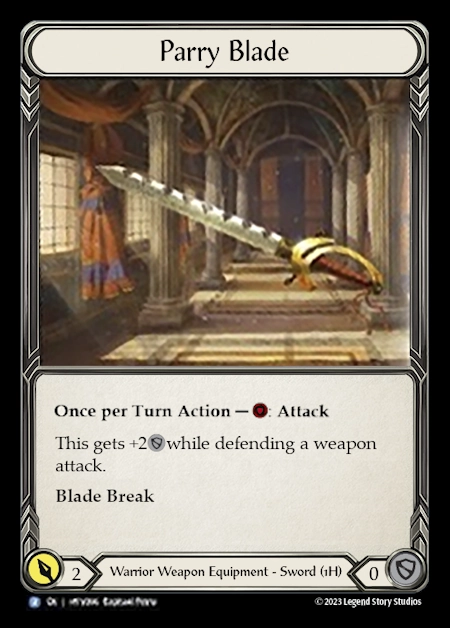 Parry Blade
Once per Turn Action — : Attack
This gets +2 while defending a weapon
attack.
Blade Break
2
Warrior Weapon Equipment - Sword (1H)
0
© 2023 Legend Story Studios